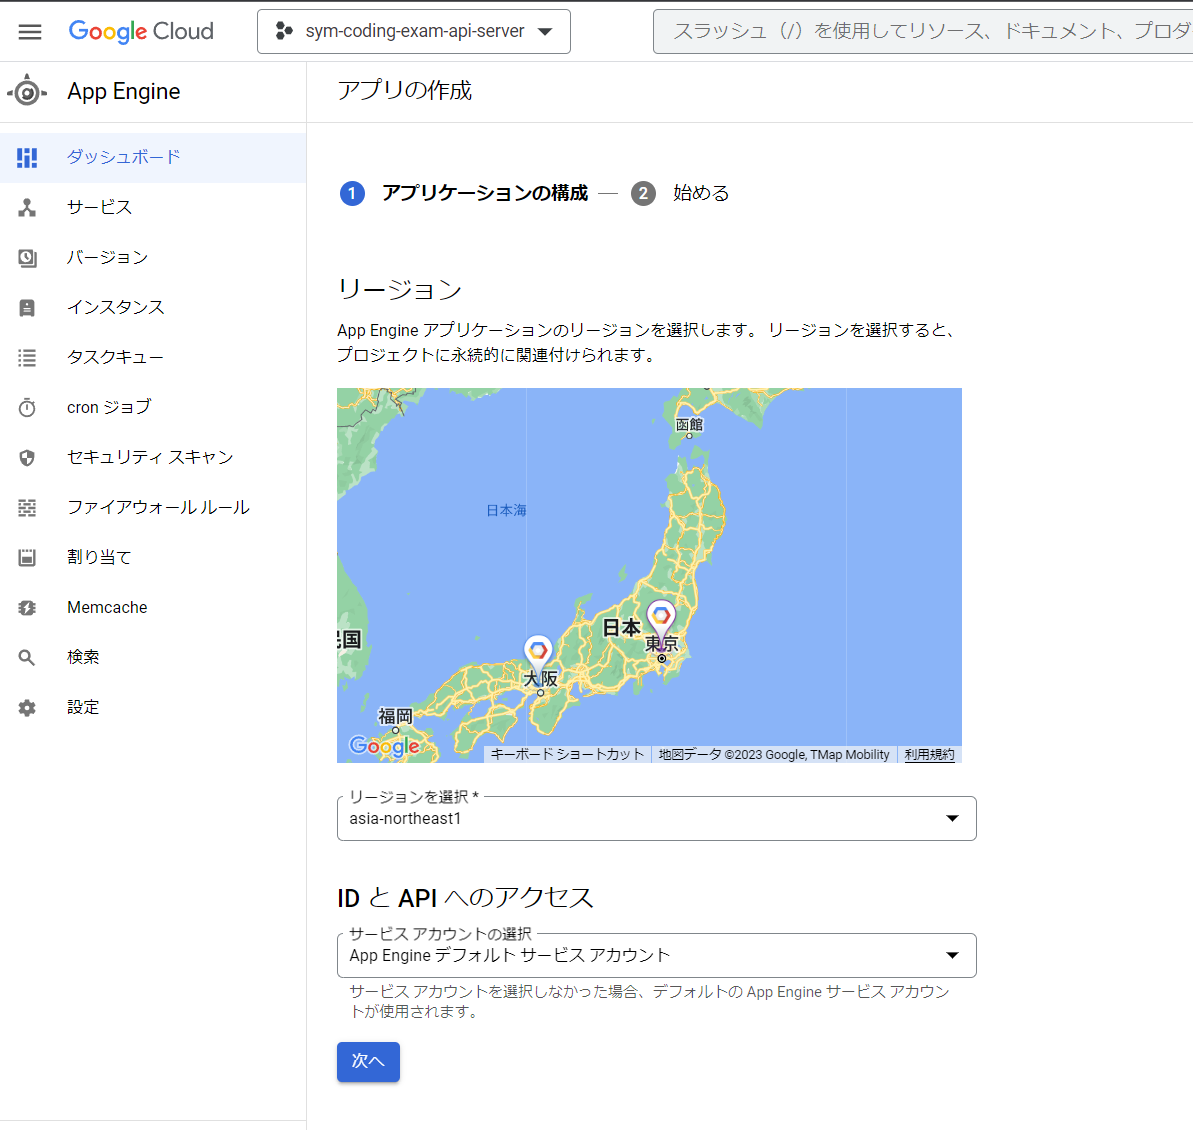 Google Cloud
sym-coding-exam-api-server
スラッシュ（/）を使用してリソース、ドキュメント、プロダ
App Engine
アプリの作成
ダッシュボード
サービス
バージョン
インスタンス
タスクキュー
cron ジョブ
セキュリティ スキャン
ファイアウォール ルール
割り当て
Memcache
検索
設定
1 アプリケーションの構成 — 2 始める
リージョン
App Engine アプリケーションのリージョンを選択します。 リージョンを選択すると、
プロジェクトに永続的に関連付けられます。
函館
日本海
日本
東京
民国
大阪
福岡
Google
キーボード ショートカット
地図データ ©2023 Google, TMap Mobility
利用規約
リージョンを選択 *
asia-northeast1
ID と API へのアクセス
サービス アカウントの選択
App Engine デフォルト サービス アカウント
サービス アカウントを選択しなかった場合、デフォルトの App Engine サービス アカウン
トが使用されます。
次へ